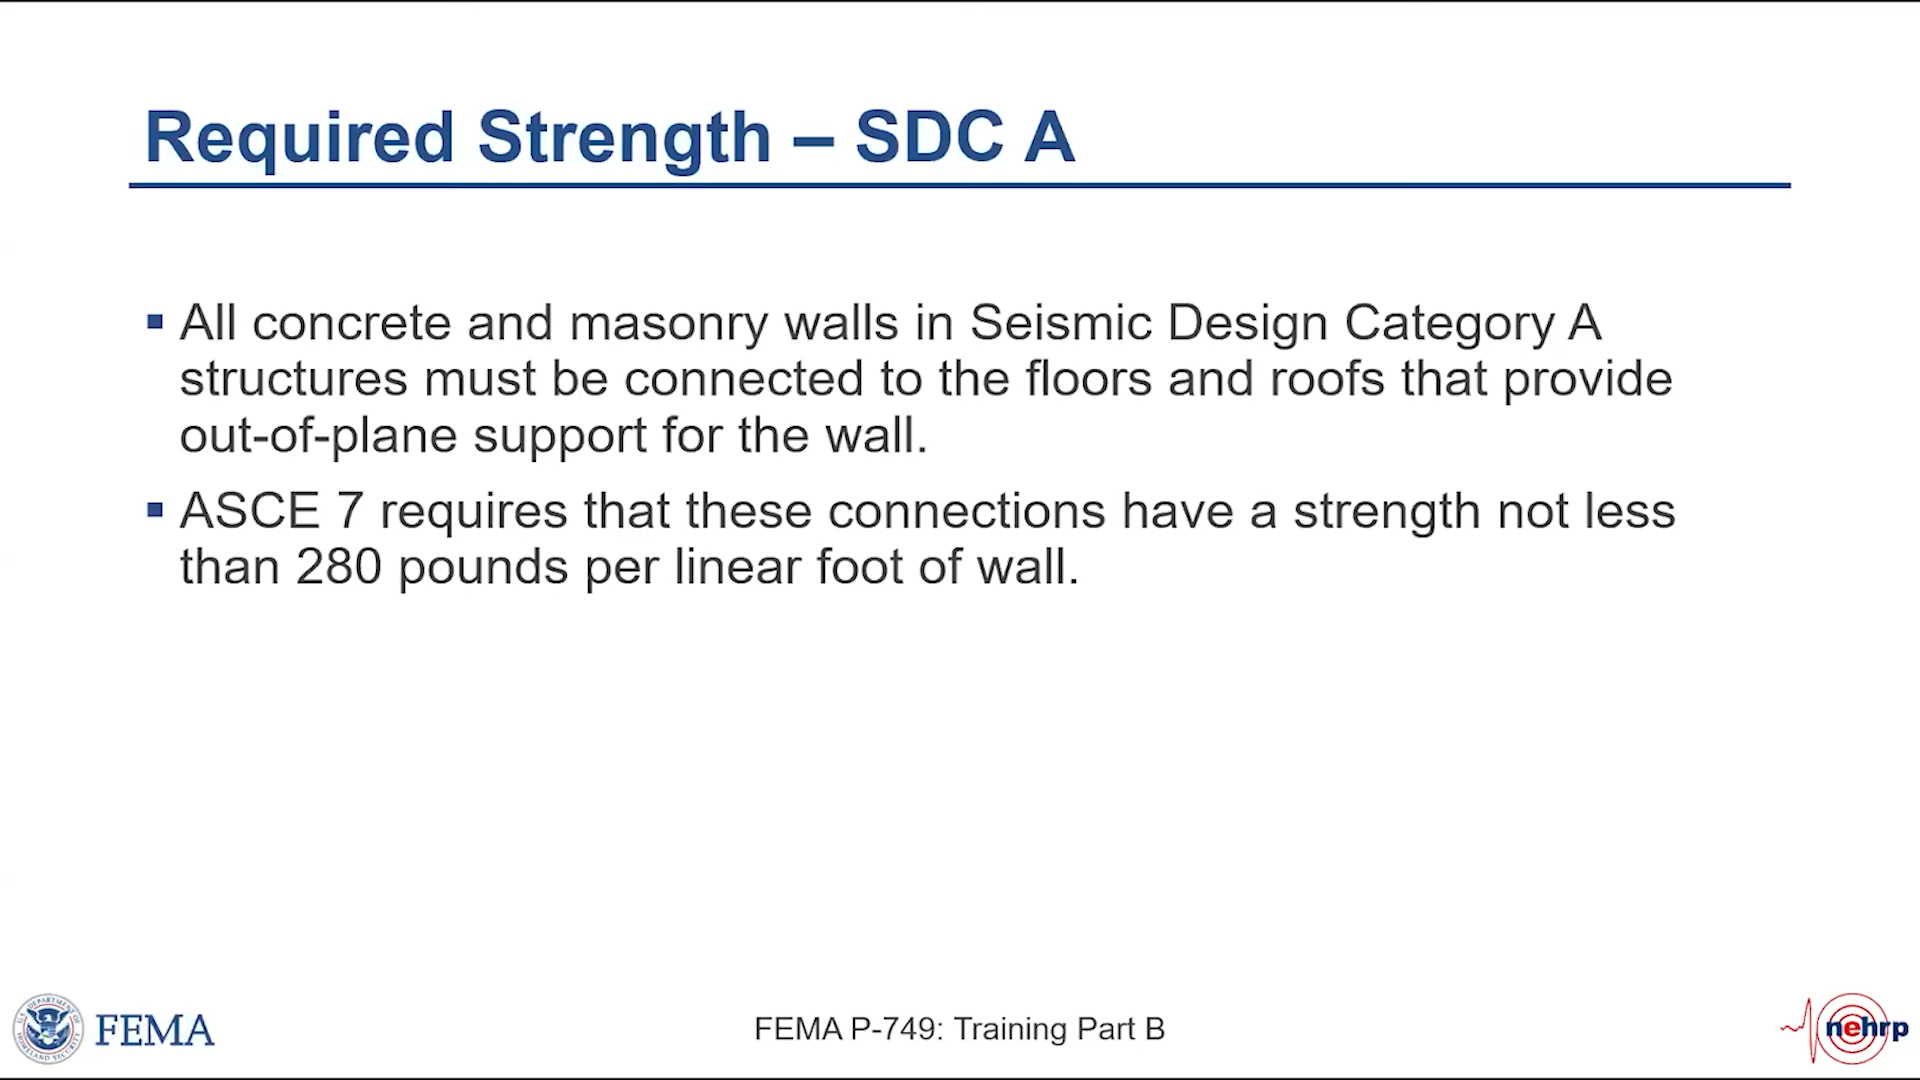 Required Strength – SDC A
▪ All concrete and masonry walls in Seismic Design Category A
structures must be connected to the floors and roofs that provide
out-of-plane support for the wall.
▪ ASCE 7 requires that these connections have a strength not less
than 280 pounds per linear foot of wall.
FEMA
FEMA P-749: Training Part B
nehrp